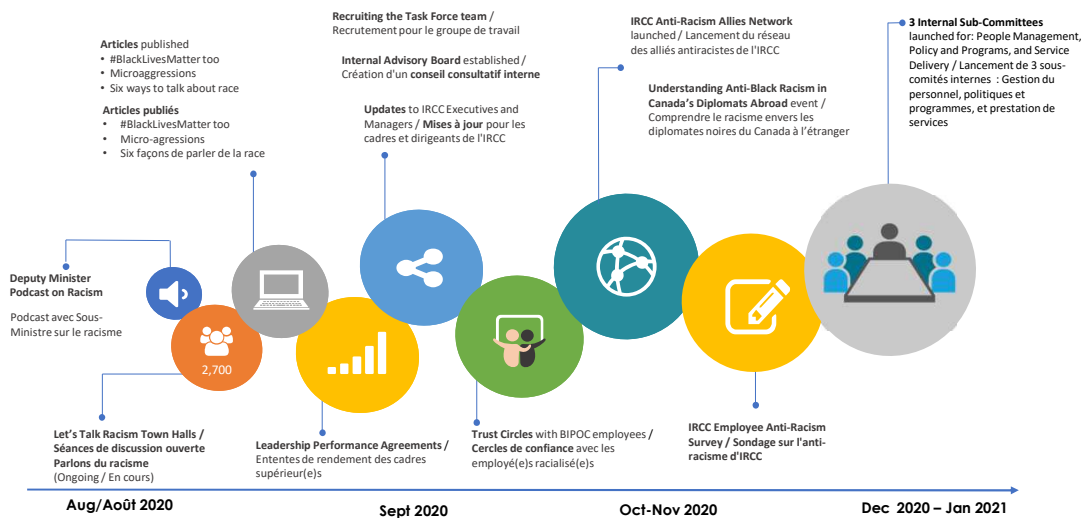 Deputy Minister
Podcast on Racism
Podcast avec Sous-
Ministre sur le racisme
2,700
Let's Talk Racism Town Halls /
Séances de discussion ouverte
Parlons du racisme
(Ongoing / En cours)
Articles published
• #BlackLivesMatter too
• Microaggressions
• Six ways to talk about race
Articles publiés
• #BlackLivesMatter too
• Micro-agressions
• Six façons de parler de la race
Leadership Performance Agreements /
Ententes de rendement des cadres
supérieur(e)s
Recruiting the Task Force team /
Recrutement pour le groupe de travail
Internal Advisory Board established /
Création d'un conseil consultatif interne
Updates to IRCC Executives and
Managers / Mises à jour pour les
cadres et dirigeants de l'IRCC
Trust Circles with BIPOC employees /
Cercles de confiance avec les
employé(e)s racialisé(e)s
IRCC Anti-Racism Allies Network
launched / Lancement du réseau
des alliés antiracistes de l'IRCC
Understanding Anti-Black Racism in
Canada's Diplomats Abroad event /
Comprendre le racisme envers les
diplomates noires du Canada à l'étranger
IRCC Employee Anti-Racism
Survey / Sondage sur l'anti-
racisme d'IRCC
• 3 Internal Sub-Committees
launched for: People Management,
Policy and Programs, and Service
Delivery / Lancement de 3 sous-
comités internes : Gestion du
personnel, politiques et
programmes, et prestation de
services
Aug/Août 2020
Sept 2020
Oct-Nov 2020
Dec 2020 – Jan 2021